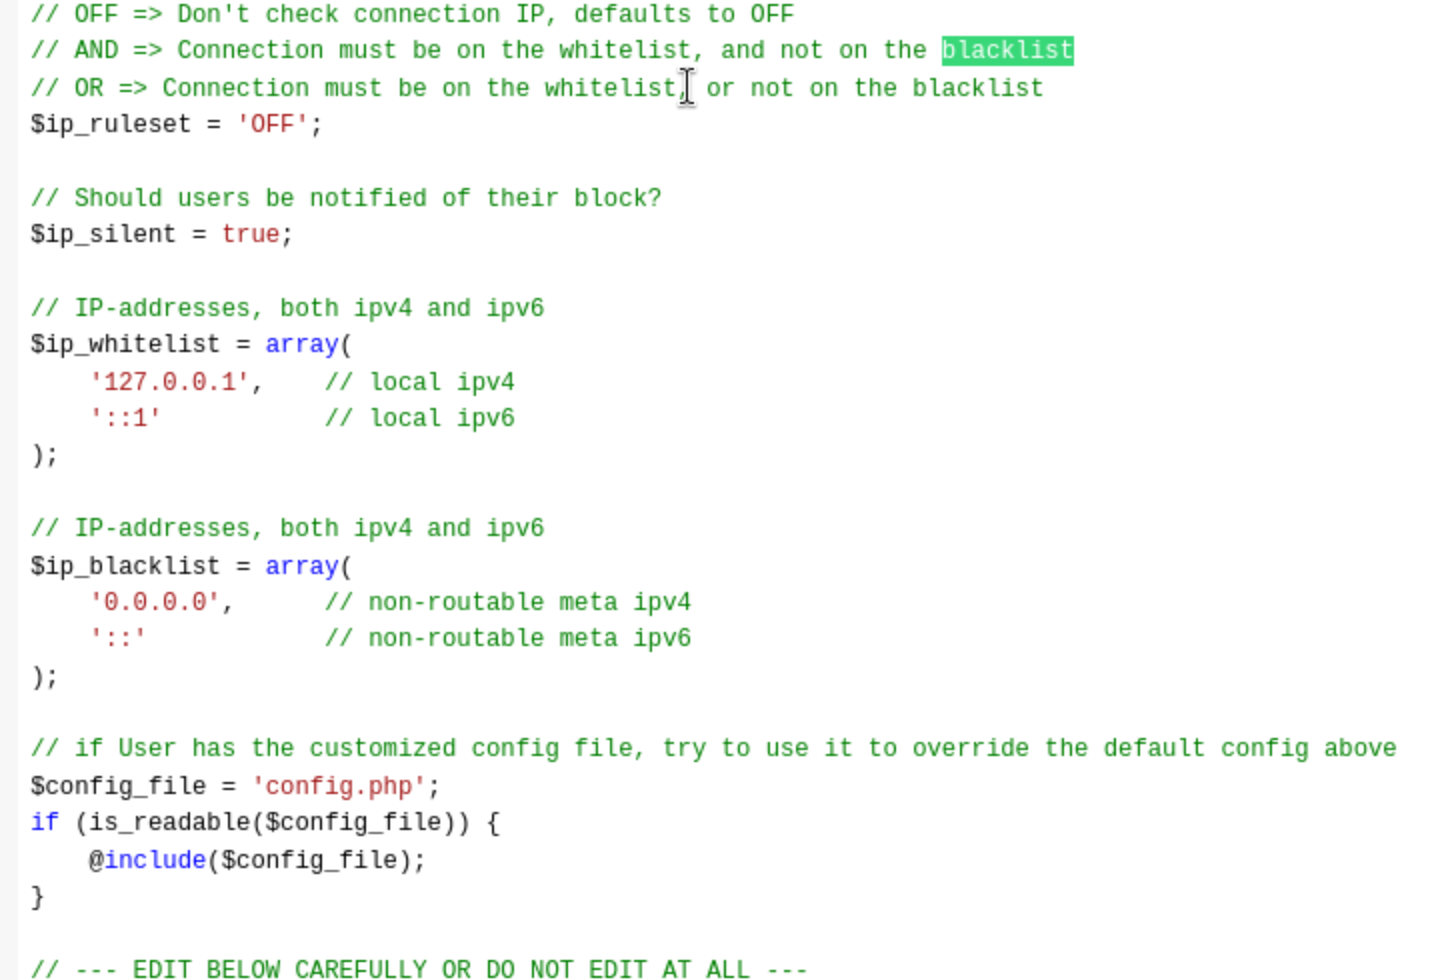 // OFF => Don't check connection IP, defaults to OFF
// AND => Connection must be on the whitelist, and not on the blacklist
// OR => Connection must be on the whitelist, or not on the blacklist
$ip_ruleset = 'OFF';
// Should users be notified of their block?
$ip_silent = true;
// IP-addresses, both ipv4 and ipv6
$ip_whitelist = array(
    '127.0.0.1',    // local ipv4
    '::1'           // local ipv6
);
// IP-addresses, both ipv4 and ipv6
$ip_blacklist = array(
    '0.0.0.0',      // non-routable meta ipv4
    '::'            // non-routable meta ipv6
);
// if User has the customized config file, try to use it to override the default config above
$config_file = 'config.php';
if (is_readable($config_file)) {
    @include($config_file);
}
// --- EDIT BELOW CAREFULLY OR DO NOT EDIT AT ALL ---